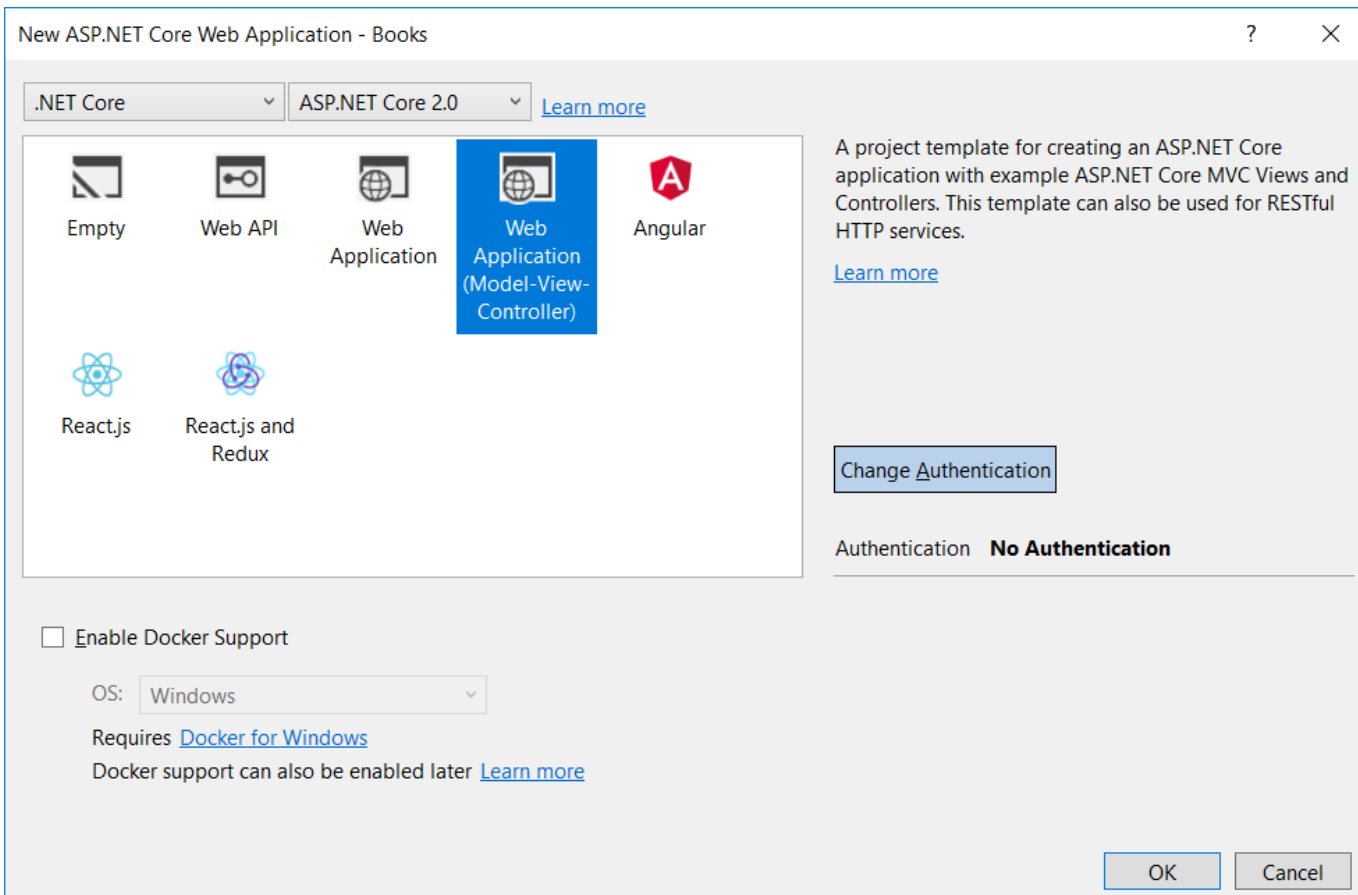 New ASP.NET Core Web Application - Books
?
.NET Core
ASP.NET Core 2.0
Learn more
Empty
Web API
Web
Application
Web
Application
(Model-View-
Controller)
Angular
React.js
React.js and
Redux
A project template for creating an ASP.NET Core
application with example ASP.NET Core MVC Views and
Controllers. This template can also be used for RESTful
HTTP services.
Learn more
Change Authentication
Authentication No Authentication
Enable Docker Support
OS: Windows
Requires Docker for Windows
Docker support can also be enabled later Learn more
OK
Cancel